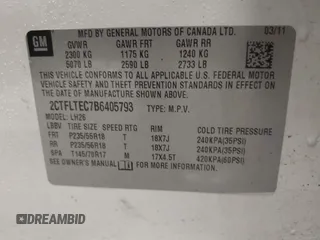 GM
MFD BY GENERAL MOTORS OF CANADA LTD. 03/11
GVWR GAWR FRT GAWR RR
2300 KG 1175 KG 1240 KG
5070 LB 2590 LB 2733 LB
THIS VEHICLE CONFORMS TO ALL APPLICABLE U.S. FEDERAL MOTOR
VEHICLE SAFETY, BUMPER, AND THEFT PREVENTION STANDARDS IN
EFFECT ON THE DATE OF MANUFACTURE SHOWN ABOVE.
2CTFLTEC7B6405793 TYPE: M.P.V.
MODEL: LH26
TIRE SIZE SPEED RTG RIM COLD TIRE PRESSURE
FRT P235/55R18 T 18X7J 240KPA(35PSI)
RR P235/55R18 T 18X7J 240KPA(35PSI)
SPA T145/70R17 M 17X4.5T 420KPA(60PSI)
SEE OWNER'S MANUAL
DREAMBID